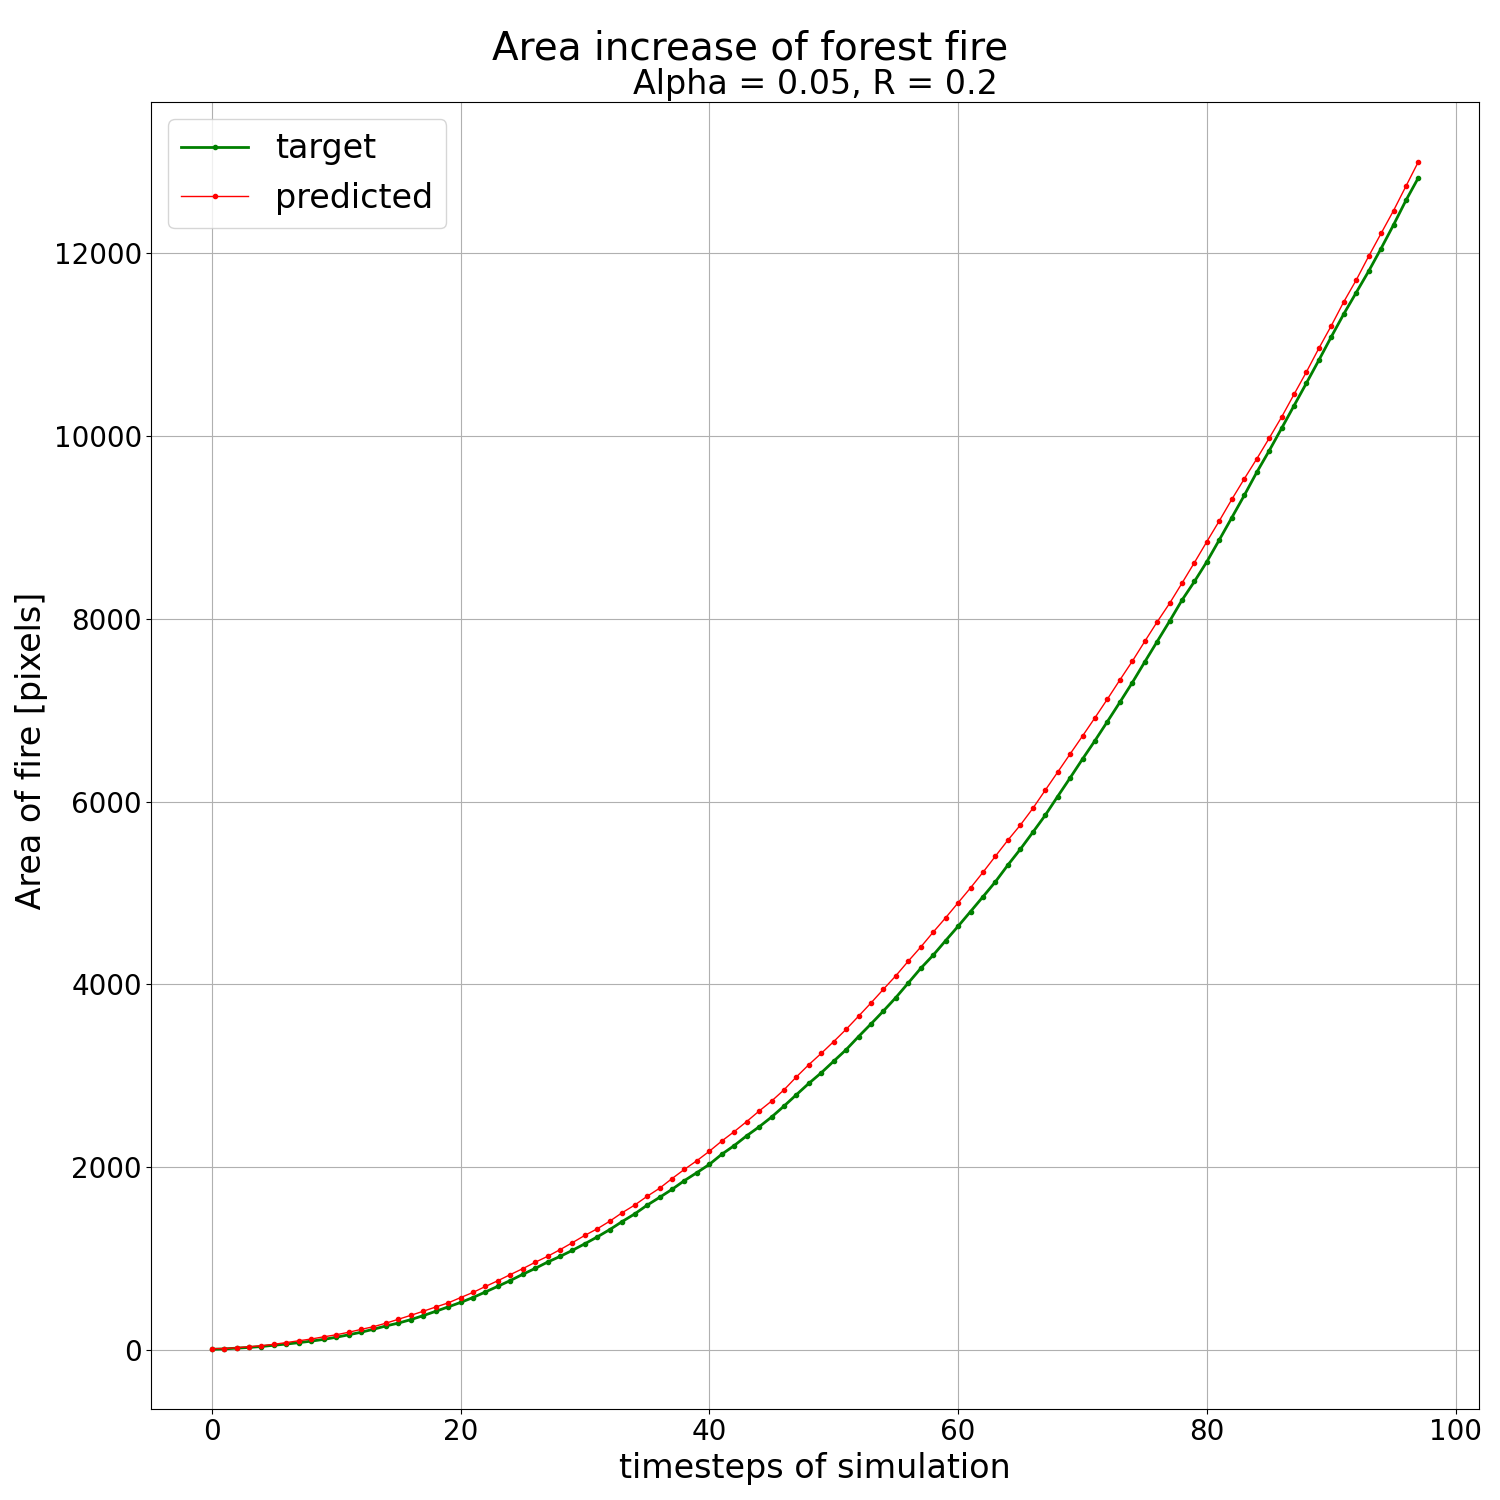 Area increase of forest fire
Alpha = 0.05, R = 0.2
target
predicted
12000
10000
8000
6000
4000
2000
0
Area of fire [pixels]
0 20 40 60 80 100
timesteps of simulation